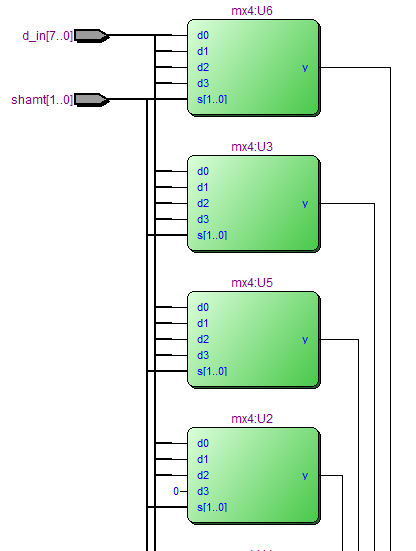 mx4:U6
d_in[7..0]
d0
d1
d2
d3
s[1..0]
y
shamt[1..0]
mx4:U3
d0
d1
d2
d3
s[1..0]
y
mx4:U5
d0
d1
d2
d3
s[1..0]
y
mx4:U2
d0
d1
d2
0
d3
s[1..0]
y